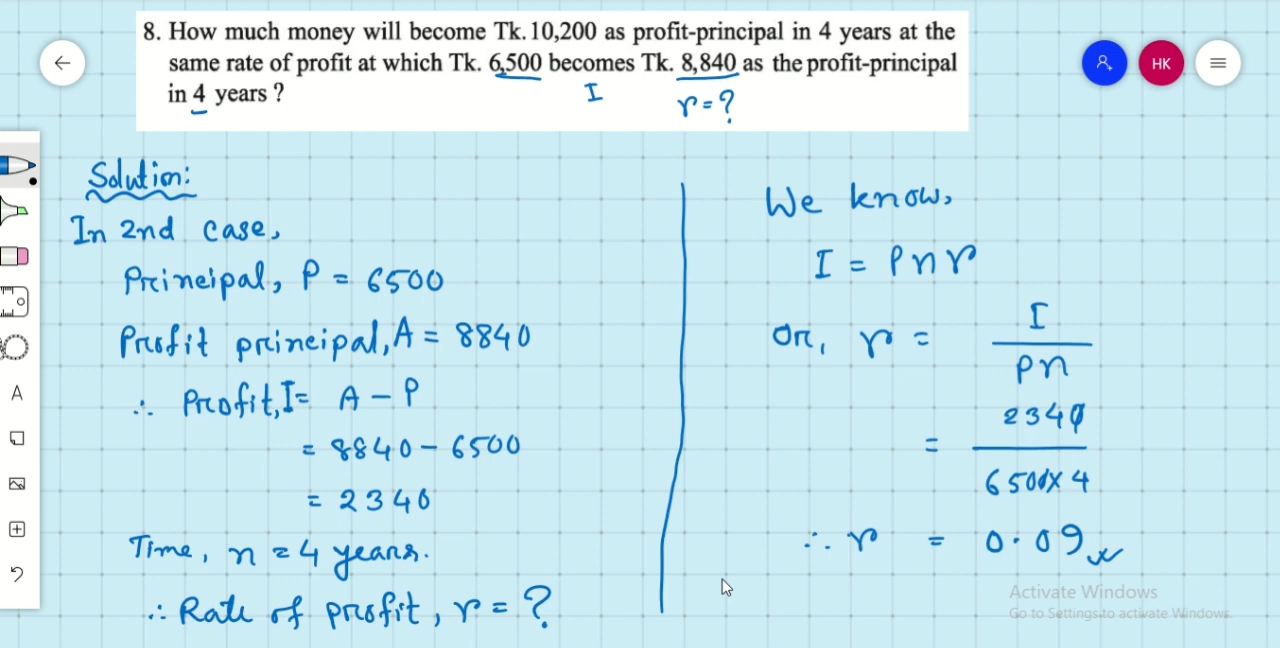 8. How much money will become Tk. 10,200 as profit-principal in 4 years at the
same rate of profit at which Tk. 6,500 becomes Tk. 8,840 as the profit-principal
in 4 years ?
I
r = ?
HK
Solution:
In 2nd case,
Principal, P = 6500
Profit principal, A = 8840
∴ Profit, I = A - P
= 8840 - 6500
= 2340
Time, n = 4 years.
∴ Rate of profit, r = ?
We know,
I = Pnr
Or, r = I
Pn
= 2340
6500 x 4
∴ r = 0.09
A
Activate Windows
Go to Settings to activate Windows.